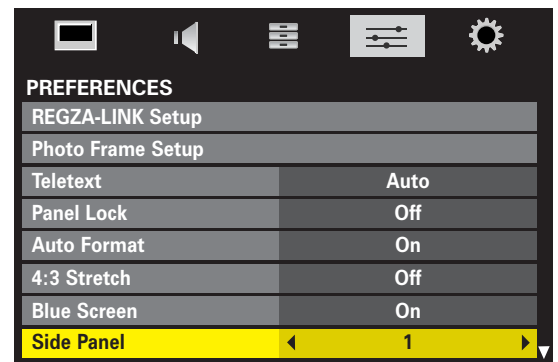 PREFERENCES
REGZA-LINK Setup
Photo Frame Setup
Teletext Auto
Panel Lock Off
Auto Format On
4:3 Stretch Off
Blue Screen On
Side Panel 1